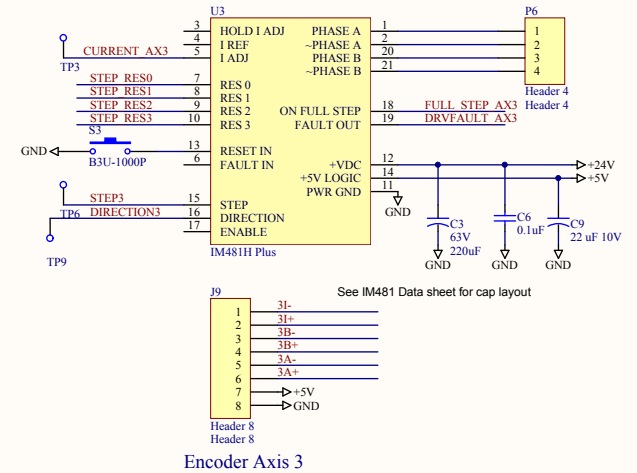 U3
3 HOLD I ADJ PHASE A 1
4 I REF ~PHASE A 2
5 I ADJ PHASE B 20
~PHASE B 21
CURRENT_AX3
TP3
STEP_RES0 7 RES 0
STEP_RES1 8 RES 1
STEP_RES2 9 RES 2 ON FULL STEP 18 FULL_STEP_AX3
STEP_RES3 10 RES 3 FAULT OUT 19 DRVFAULT_AX3
S3
GND
B3U-1000P
13 RESET IN
6 FAULT IN
+VDC 12 +24V
+5V LOGIC 14 +5V
PWR GND 11
GND
STEP3 15 STEP
TP6 DIRECTION3 16 DIRECTION
17 ENABLE
TP9
IM481H Plus
P6
1
2
3
4
Header 4
Header 4
C3
63V
220uF
GND
C6
0.1uF
GND
C9
22 uF 10V
GND
See IM481 Data sheet for cap layout
J9
1 3I-
2 3I+
3 3B-
4 3B+
5 3A-
6 3A+
7 +5V
8 GND
Header 8
Header 8
Encoder Axis 3